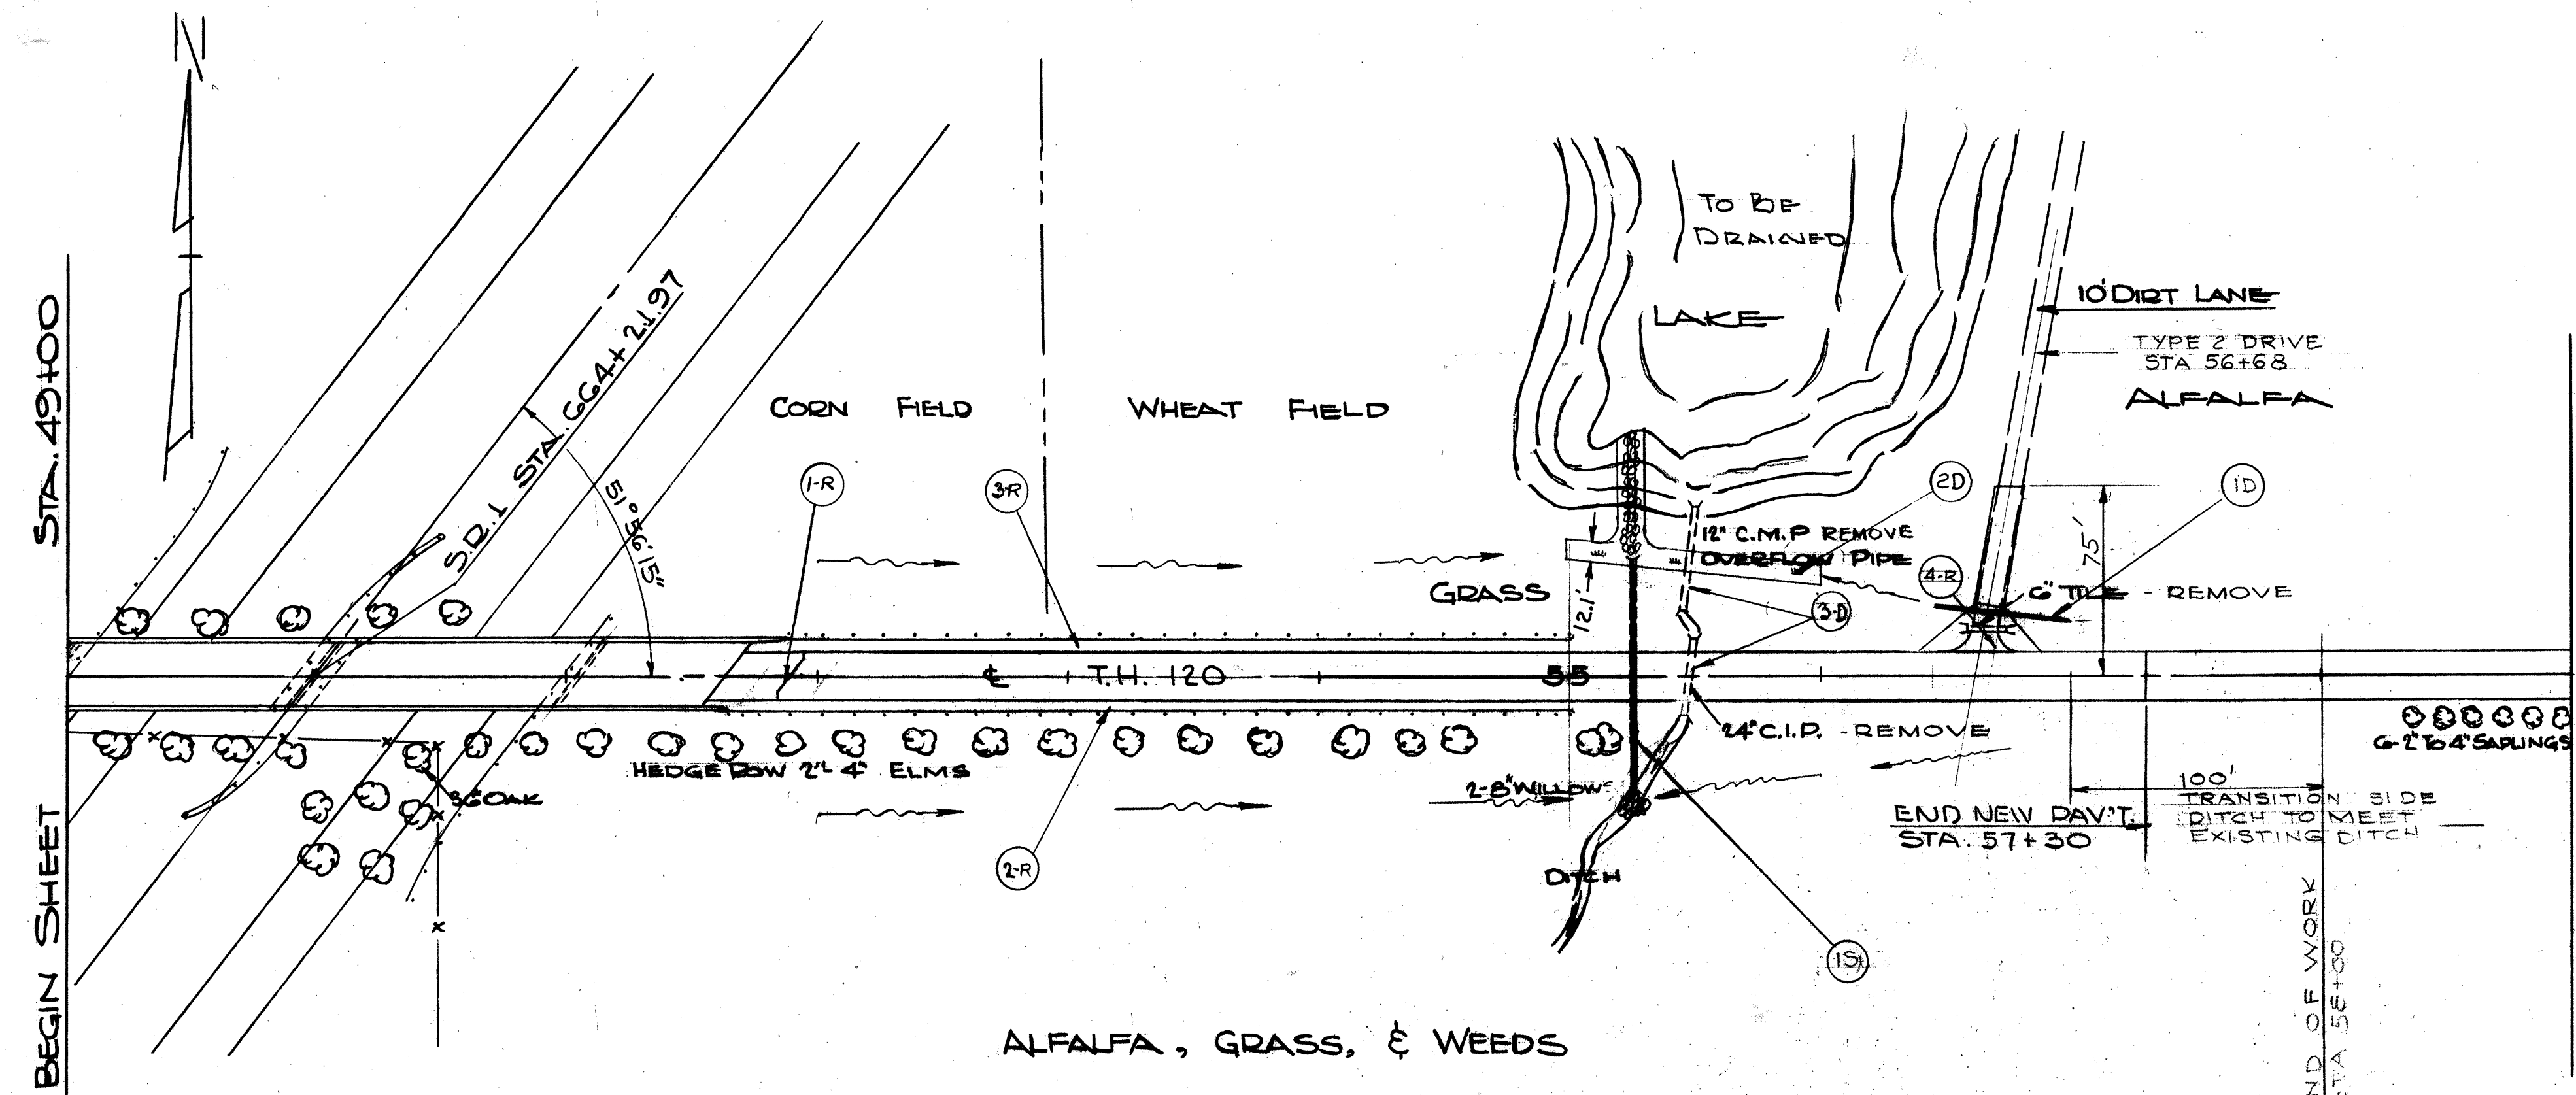 N
STA. 49+00
BEGIN SHEET
S.R.1 STA. 664+21.97
51° 56' 15"
CORN FIELD
WHEAT FIELD
1-R
3-R
TO BE
DRAINED
LAKE
10' DIRT LANE
TYPE 2 DRIVE
STA 56+68
ALFALFA
2D
1D
12" C.M.P REMOVE
OVERFLOW PIPE
4-R
75'
6" TILE - REMOVE
GRASS
12.1'
3-D
℄ T.H. 120
55
24" C.I.P. - REMOVE
6-2" TO 4" SAPLINGS
HEDGE ROW 2"-4" ELMS
36" OAK
2-8" WILLOWS
100'
TRANSITION SIDE
DITCH TO MEET
EXISTING DITCH
END NEW PAV'T.
STA. 57+30
2-R
DITCH
1S
END OF WORK
STA 58+00
ALFALFA, GRASS, & WEEDS